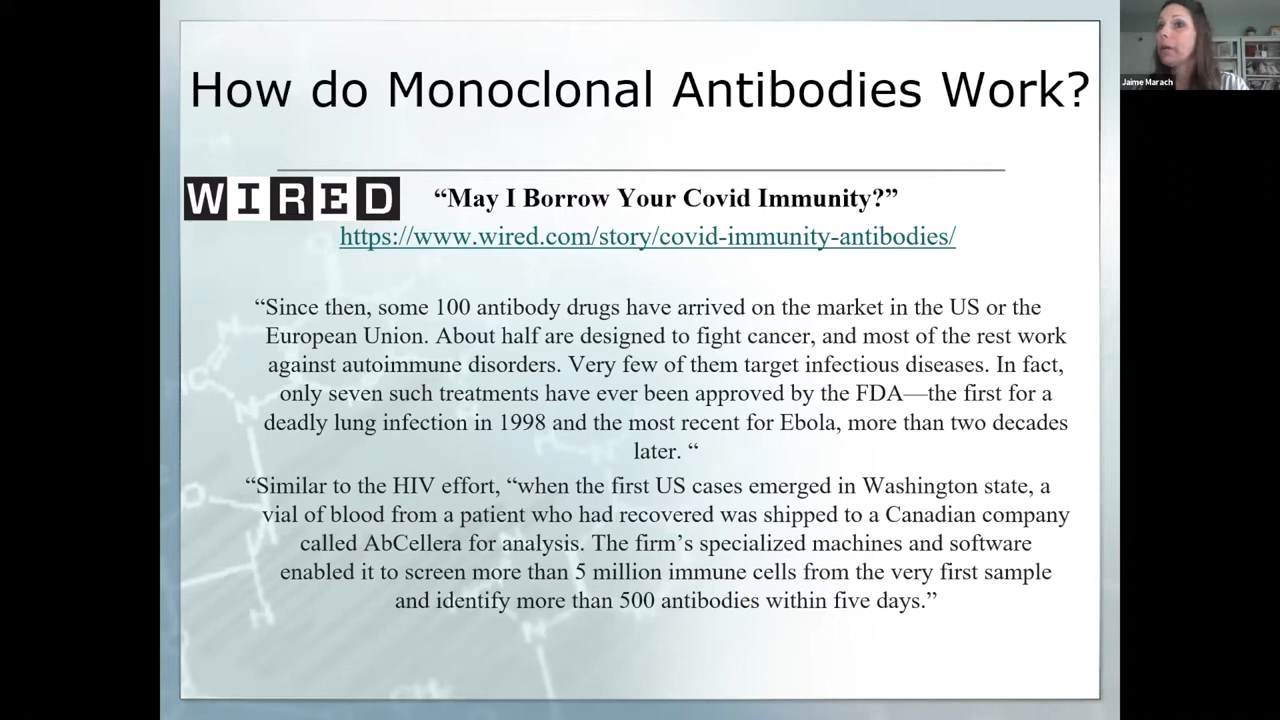 How do Monoclonal Antibodies Work?
Jaime Marach
WIRED
“May I Borrow Your Covid Immunity?”
https://www.wired.com/story/covid-immunity-antibodies/
“Since then, some 100 antibody drugs have arrived on the market in the US or the
European Union. About half are designed to fight cancer, and most of the rest work
against autoimmune disorders. Very few of them target infectious diseases. In fact,
only seven such treatments have ever been approved by the FDA—the first for a
deadly lung infection in 1998 and the most recent for Ebola, more than two decades
later. “
“Similar to the HIV effort, “when the first US cases emerged in Washington state, a
vial of blood from a patient who had recovered was shipped to a Canadian company
called AbCellera for analysis. The firm’s specialized machines and software
enabled it to screen more than 5 million immune cells from the very first sample
and identify more than 500 antibodies within five days.”